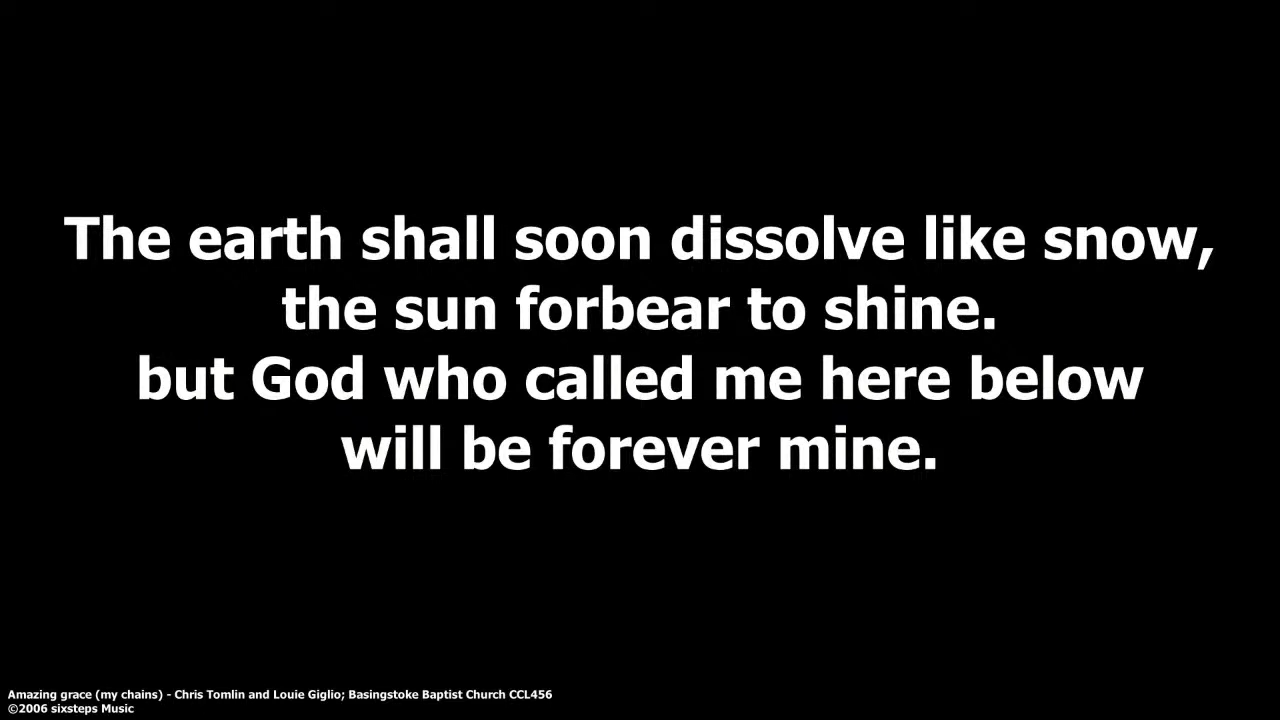 The earth shall soon dissolve like snow,
the sun forbear to shine.
but God who called me here below
will be forever mine.
Amazing grace (my chains) - Chris Tomlin and Louie Giglio; Basingstoke Baptist Church CCL456
©2006 sixsteps Music